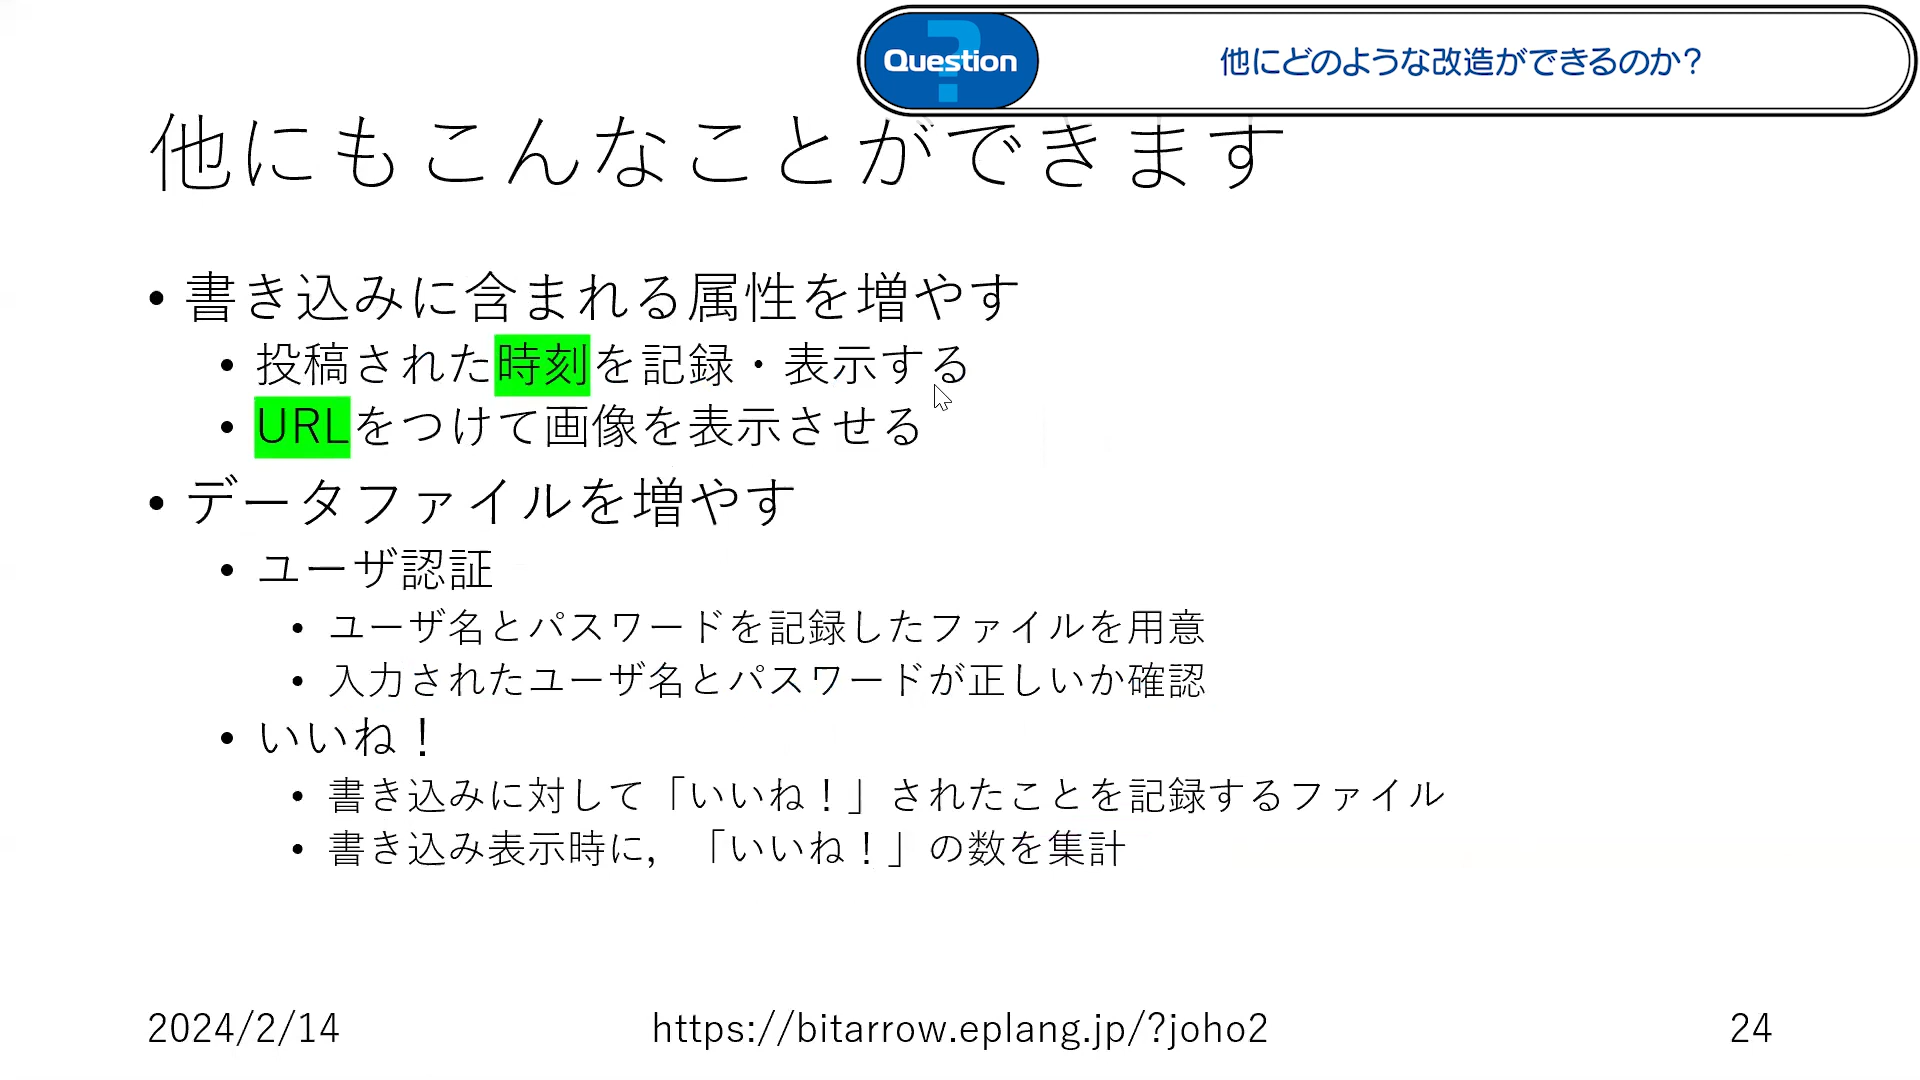 Question
他にどのような改造ができるのか？
他にもこんなことができます
• 書き込みに含まれる属性を増やす
• 投稿された時刻を記録・表示する
• URLをつけて画像を表示させる
• データファイルを増やす
• ユーザ認証
• ユーザ名とパスワードを記録したファイルを用意
• 入力されたユーザ名とパスワードが正しいか確認
• いいね！
• 書き込みに対して「いいね！」されたことを記録するファイル
• 書き込み表示時に，「いいね！」の数を集計
2024/2/14
https://bitarrow.eplang.jp/?joho2
24